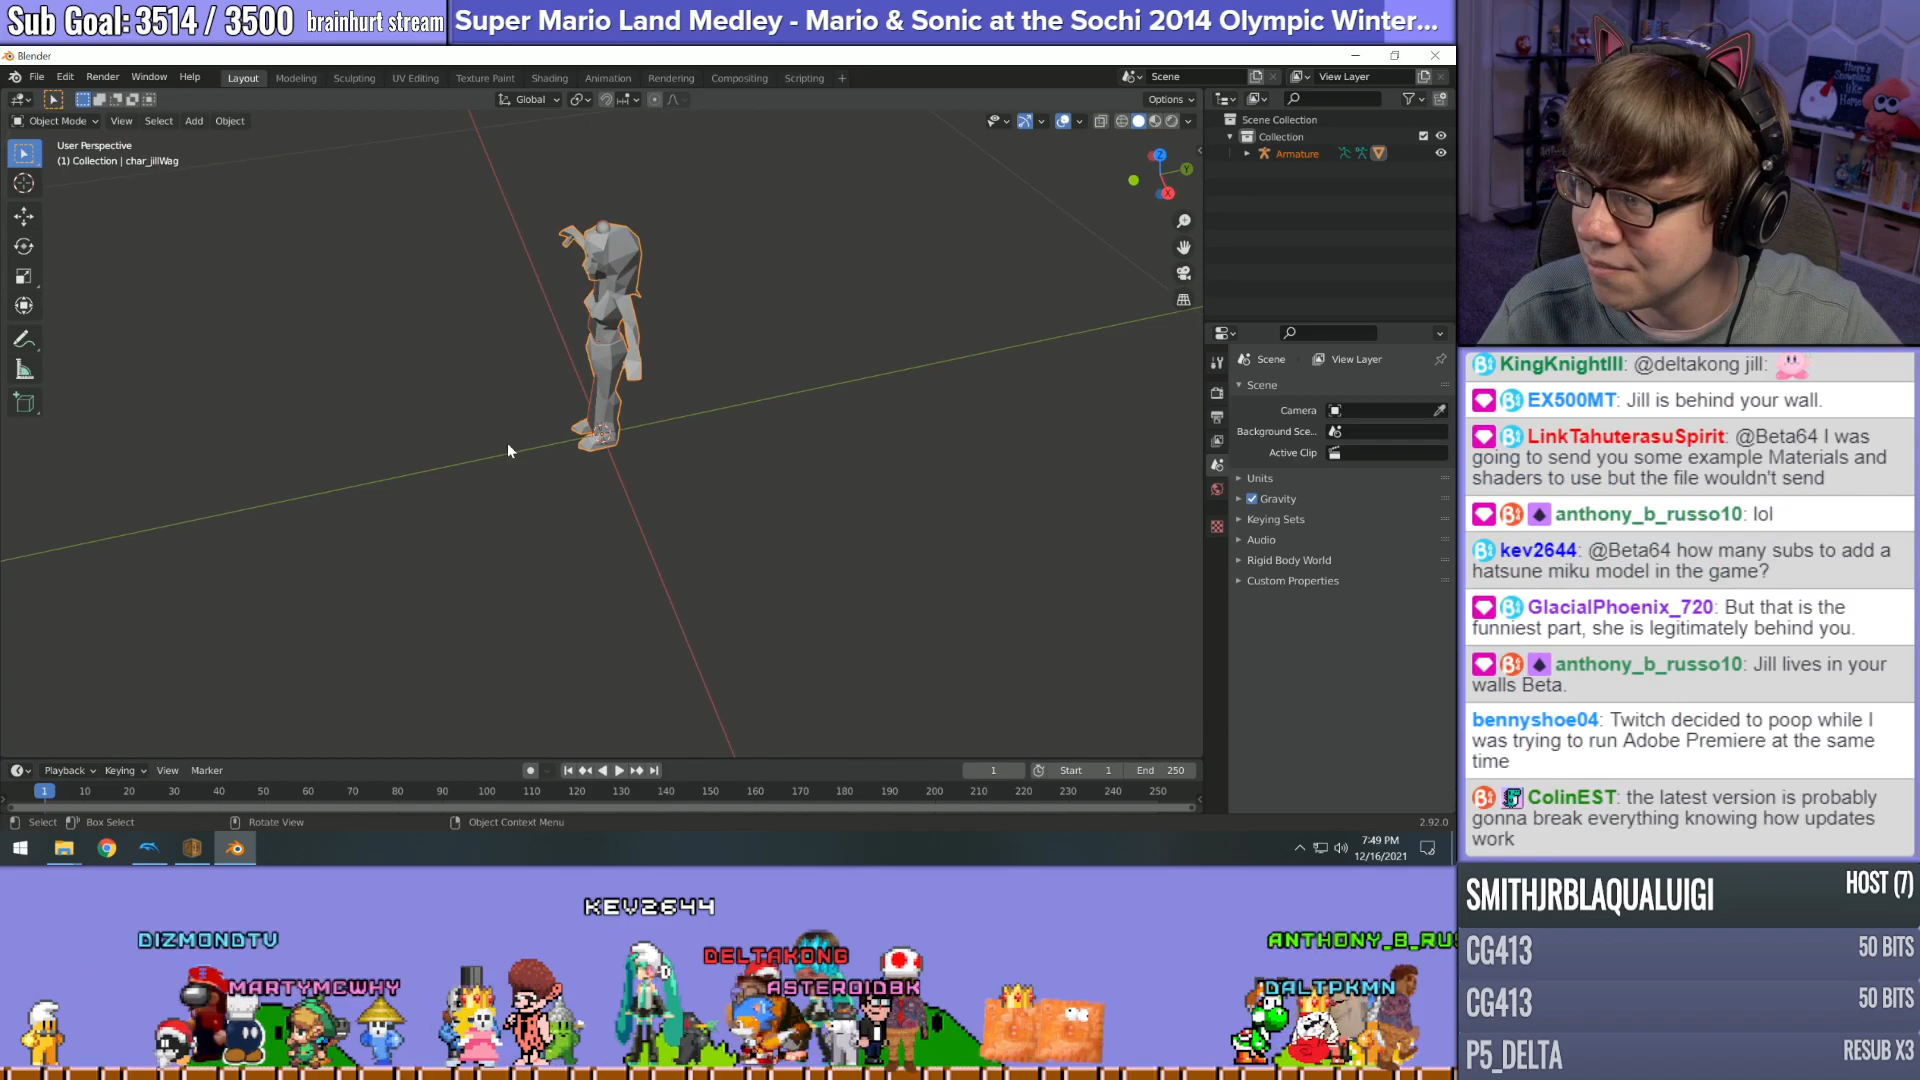 Sub Goal: 3514 / 3500 brainhurt stream
Super Mario Land Medley - Mario & Sonic at the Sochi 2014 Olympic Winter...
Blender
File Edit Render Window Help
Layout Modeling Sculpting UV Editing Texture Paint Shading Animation Rendering Compositing Scripting +
Scene
View Layer
Global
Options
Object Mode View Select Add Object
User Perspective
(1) Collection | char_jillWag
Z
Y
X
Scene Collection
Collection
Armature
Scene View Layer
Scene
Camera
Background Sce...
Active Clip
Units
Gravity
Keying Sets
Audio
Rigid Body World
Custom Properties
Playback Keying View Marker
1 Start 1 End 250
1 10 20 30 40 50 60 70 80 90 100 110 120 130 140 150 160 170 180 190 200 210 220 230 240 250
Select Box Select Rotate View Object Context Menu
2.92.0
7:49 PM
12/16/2021
there's
Snowplace
like
Home
KingKnightIII: @deltakong jill:
EX500MT: Jill is behind your wall.
LinkTahuterasuSpirit: @Beta64 I was
going to send you some example Materials and
shaders to use but the file wouldn't send
anthony_b_russo10: lol
kev2644: @Beta64 how many subs to add a
hatsune miku model in the game?
GlacialPhoenix_720: But that is the
funniest part, she is legitimately behind you.
anthony_b_russo10: Jill lives in your
walls Beta.
bennyshoe04: Twitch decided to poop while I
was trying to run Adobe Premiere at the same
time
ColinEST: the latest version is probably
gonna break everything knowing how updates
work
SMITHJRBLAQUALUIGI HOST (7)
CG413 50 BITS
CG413 50 BITS
P5_DELTA RESUB X3
KEV2644
DIZMONDTV
ANTHONY_B_RUS
DELTAKONG
MARTYMCWHY
ASTEROIDBK
DALTPKMN